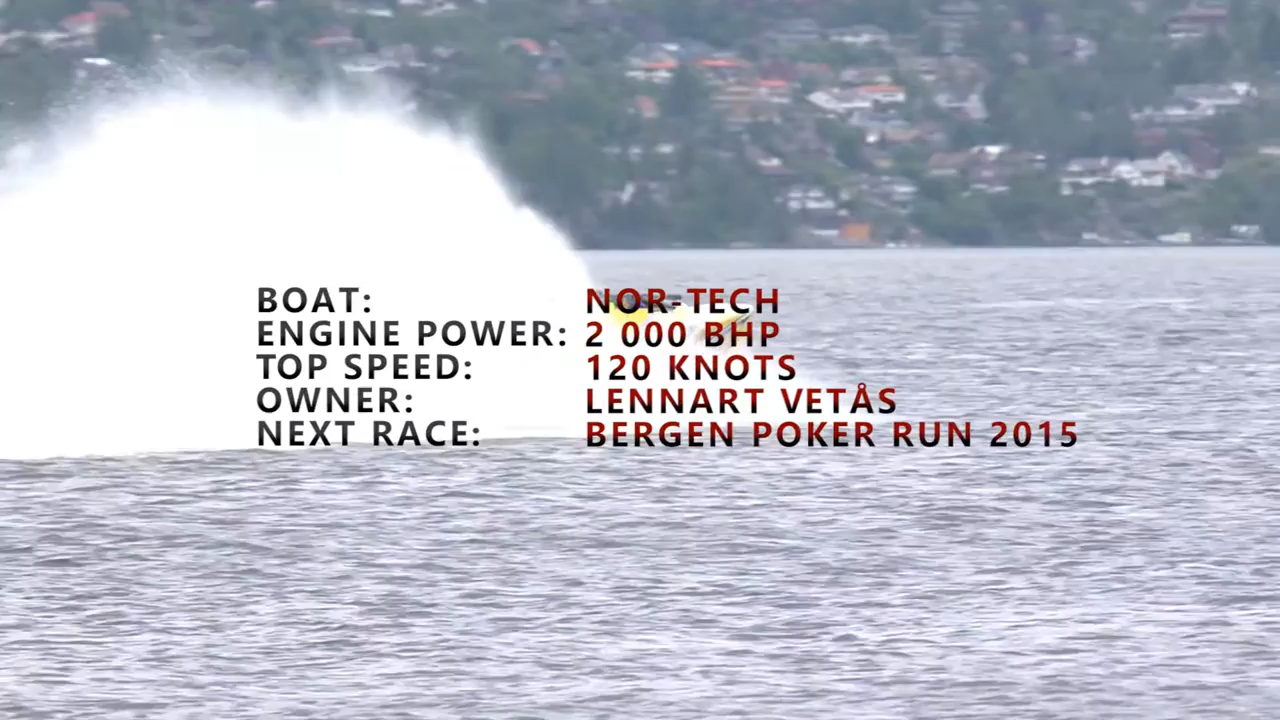 BOAT: NOR-TECH
ENGINE POWER: 2 000 BHP
TOP SPEED: 120 KNOTS
OWNER: LENNART VETÅS
NEXT RACE: BERGEN POKER RUN 2015